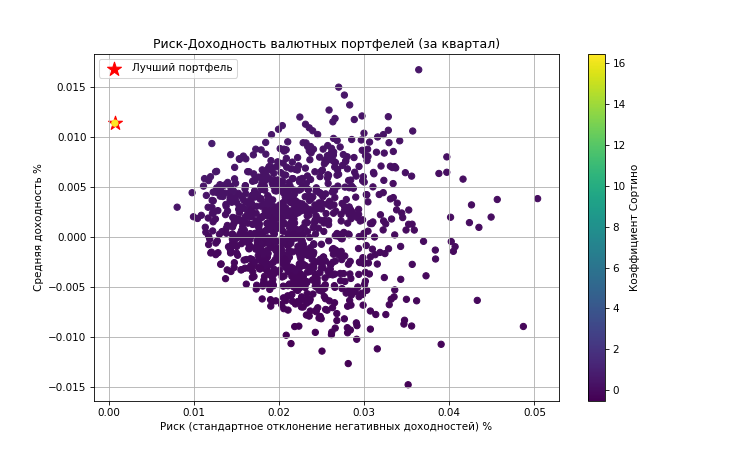 Риск-Доходность валютных портфелей (за квартал)
Лучший портфель
0.015
0.010
0.005
0.000
−0.005
−0.010
−0.015
Средняя доходность %
0.00 0.01 0.02 0.03 0.04 0.05
Риск (стандартное отклонение негативных доходностей) %
16
14
12
10
8
6
4
2
0
Коэффициент Сортино